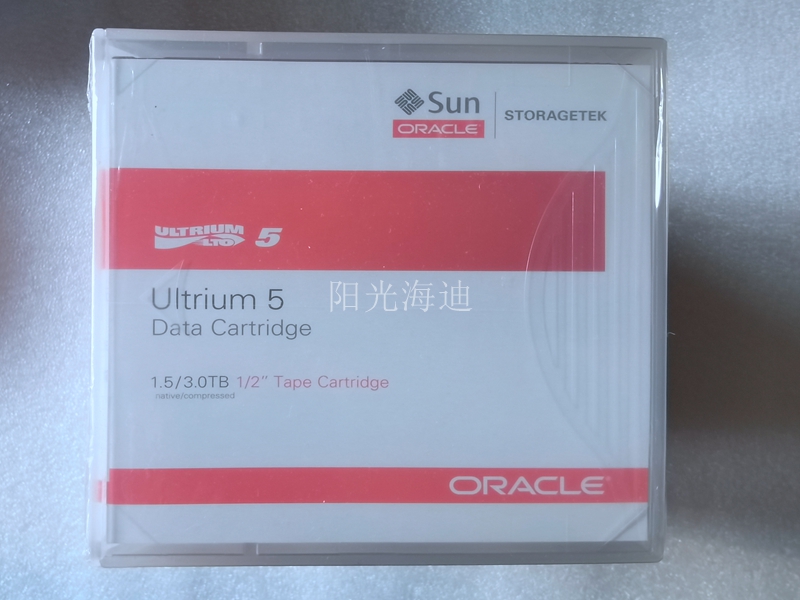 Sun
ORACLE
STORAGETEK
ULTRIUM
LTO
5
Ultrium 5
阳光海迪
Data Cartridge
1.5/3.0TB 1/2" Tape Cartridge
native/compressed
ORACLE